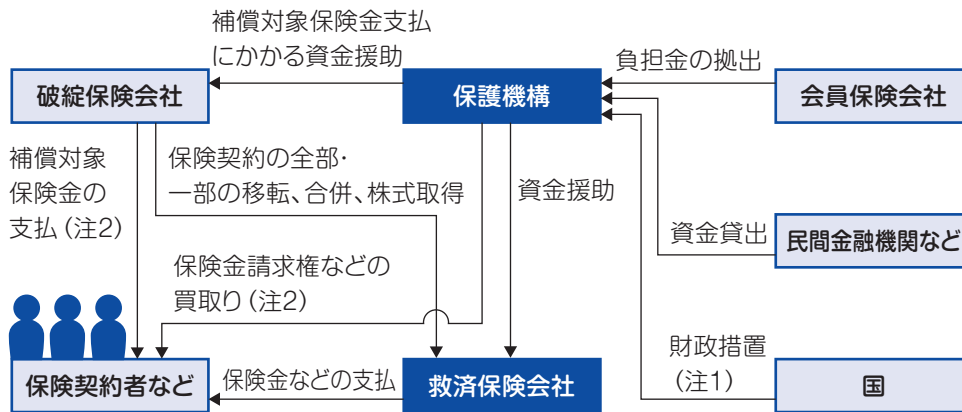 補償対象保険金支払
にかかる資金援助
負担金の拠出
破綻保険会社
保護機構
会員保険会社
補償対象
保険金の
支払(注2)
保険契約の全部・
一部の移転、合併、株式取得
資金援助
資金貸出
民間金融機関など
保険金請求権などの
買取り(注2)
財政措置
(注1)
保険契約者など
保険金などの支払
救済保険会社
国